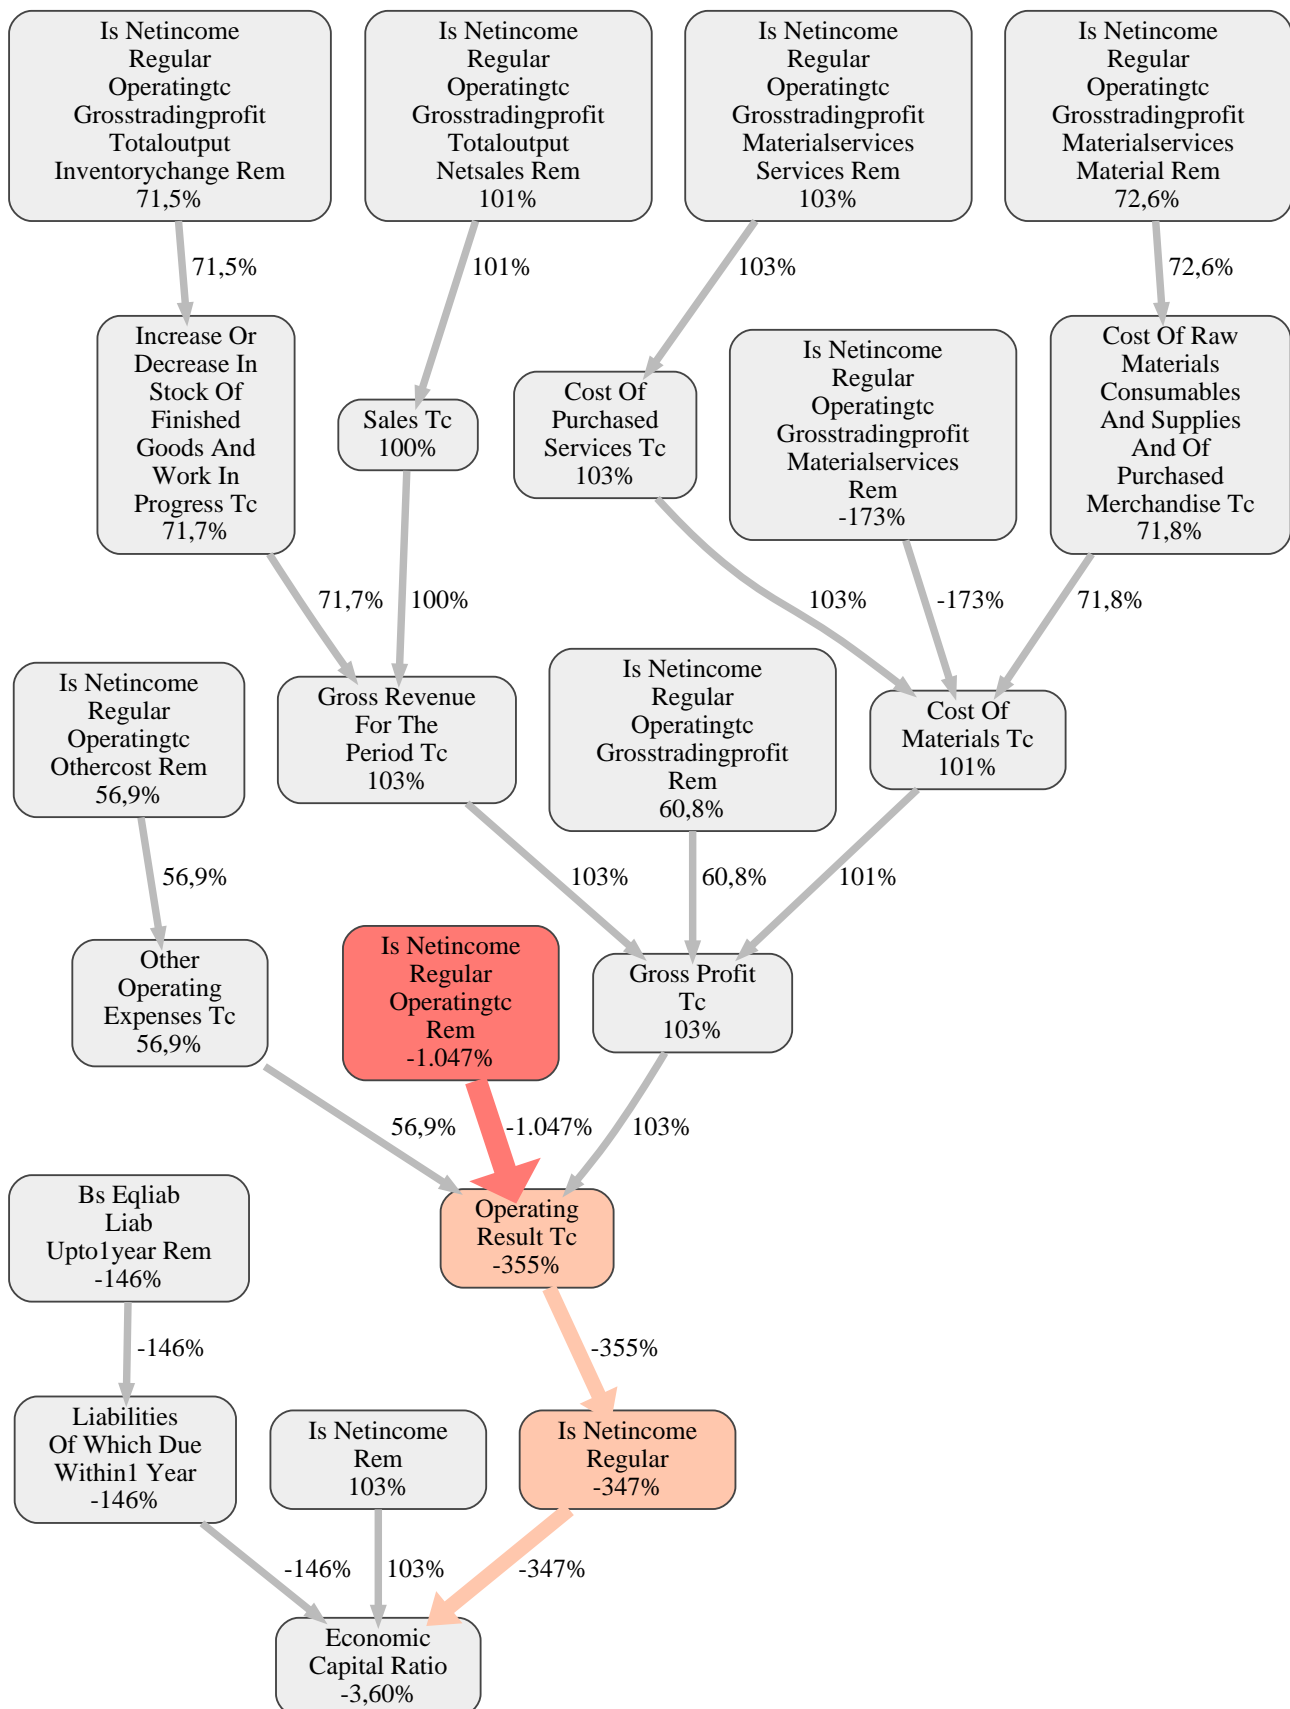 Is Netincome
Regular
Operatingtc
Grosstradingprofit
Totaloutput
Inventorychange Rem
71,5%
Is Netincome
Regular
Operatingtc
Grosstradingprofit
Totaloutput
Netsales Rem
101%
Is Netincome
Regular
Operatingtc
Grosstradingprofit
Materialservices
Services Rem
103%
Is Netincome
Regular
Operatingtc
Grosstradingprofit
Materialservices
Material Rem
72,6%
71,5%
101%
103%
72,6%
Increase Or
Decrease In
Stock Of
Finished
Goods And
Work In
Progress Tc
71,7%
Sales Tc
100%
Cost Of
Purchased
Services Tc
103%
Is Netincome
Regular
Operatingtc
Grosstradingprofit
Materialservices
Rem
-173%
Cost Of Raw
Materials
Consumables
And Supplies
And Of
Purchased
Merchandise Tc
71,8%
71,7%
100%
103%
-173%
71,8%
Is Netincome
Regular
Operatingtc
Othercost Rem
56,9%
Gross Revenue
For The
Period Tc
103%
Is Netincome
Regular
Operatingtc
Grosstradingprofit
Rem
60,8%
Cost Of
Materials Tc
101%
56,9%
103%
60,8%
101%
Other
Operating
Expenses Tc
56,9%
Is Netincome
Regular
Operatingtc
Rem
-1.047%
Gross Profit
Tc
103%
56,9%
-1.047%
103%
Bs Eqliab
Liab
Upto1year Rem
-146%
Operating
Result Tc
-355%
-146%
-355%
Liabilities
Of Which Due
Within1 Year
-146%
Is Netincome
Rem
103%
Is Netincome
Regular
-347%
-146%
103%
-347%
Economic
Capital Ratio
-3,60%